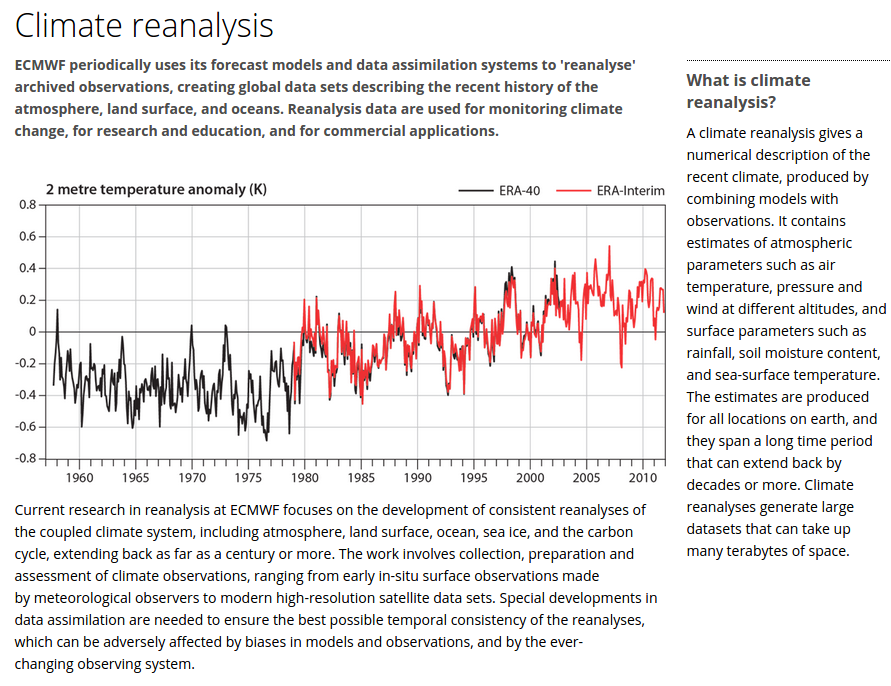 Climate reanalysis
ECMWF periodically uses its forecast models and data assimilation systems to 'reanalyse'
archived observations, creating global data sets describing the recent history of the
atmosphere, land surface, and oceans. Reanalysis data are used for monitoring climate
change, for research and education, and for commercial applications.
2 metre temperature anomaly (K)
ERA-40
ERA-Interim
0.8
0.6
0.4
0.2
0
-0.2
-0.4
-0.6
-0.8
1960 1965 1970 1975 1980 1985 1990 1995 2000 2005 2010
Current research in reanalysis at ECMWF focuses on the development of consistent reanalyses of
the coupled climate system, including atmosphere, land surface, ocean, sea ice, and the carbon
cycle, extending back as far as a century or more. The work involves collection, preparation and
assessment of climate observations, ranging from early in-situ surface observations made
by meteorological observers to modern high-resolution satellite data sets. Special developments in
data assimilation are needed to ensure the best possible temporal consistency of the reanalyses,
which can be adversely affected by biases in models and observations, and by the ever-
changing observing system.
What is climate
reanalysis?
A climate reanalysis gives a
numerical description of the
recent climate, produced by
combining models with
observations. It contains
estimates of atmospheric
parameters such as air
temperature, pressure and
wind at different altitudes, and
surface parameters such as
rainfall, soil moisture content,
and sea-surface temperature.
The estimates are produced
for all locations on earth, and
they span a long time period
that can extend back by
decades or more. Climate
reanalyses generate large
datasets that can take up
many terabytes of space.